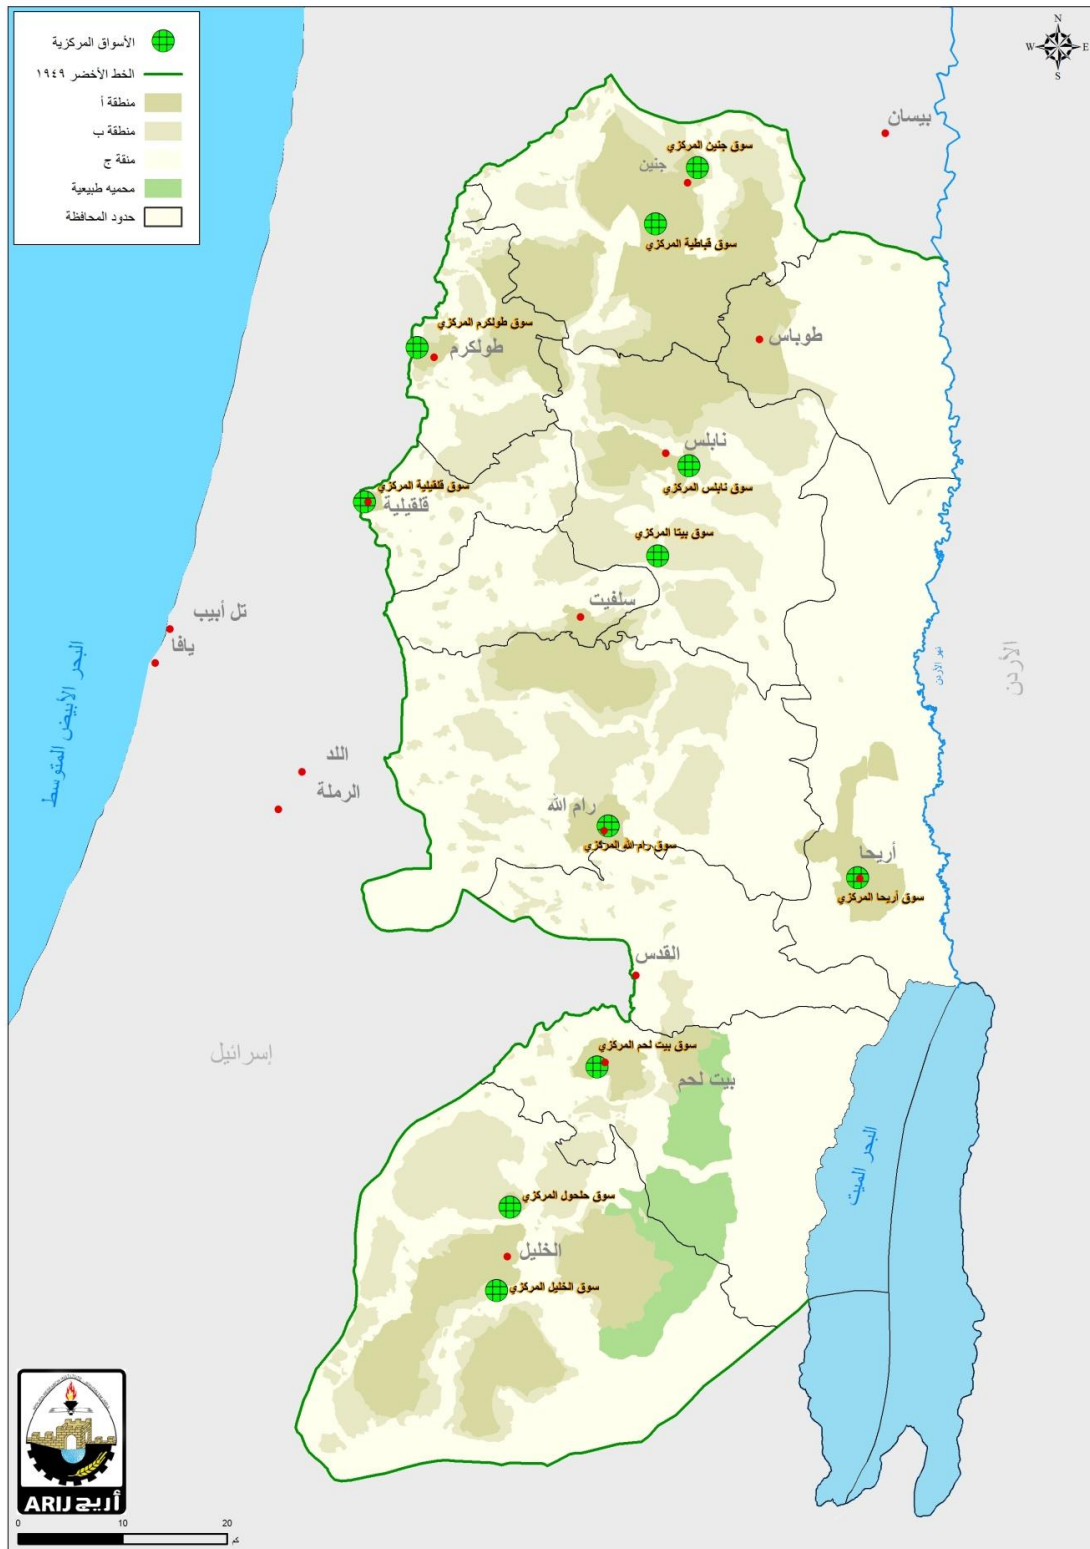 الأسواق المركزية
الخط الأخضر ١٩٤٩
منطقة أ
منطقة ب
منقة ج
محميه طبيعية
حدود المحافظة
N
W E
S
بيسان
سوق جنين المركزي
جنين
سوق قباطية المركزي
سوق طولكرم المركزي
طولكرم
طوباس
نابلس
سوق نابلس المركزي
سوق قلقيلية المركزي
قلقيلية
سوق بيتا المركزي
سلفيت
تل أبيب
يافا
البحر الأبيض المتوسط
نهر الأردن
الأردن
اللد
الرملة
رام الله
سوق رام الله المركزي
أريحا
سوق أريحا المركزي
القدس
إسرائيل
سوق بيت لحم المركزي
بيت لحم
البحر الميت
سوق حلحول المركزي
الخليل
سوق الخليل المركزي
ARIJ أريج
0 10 20
كم